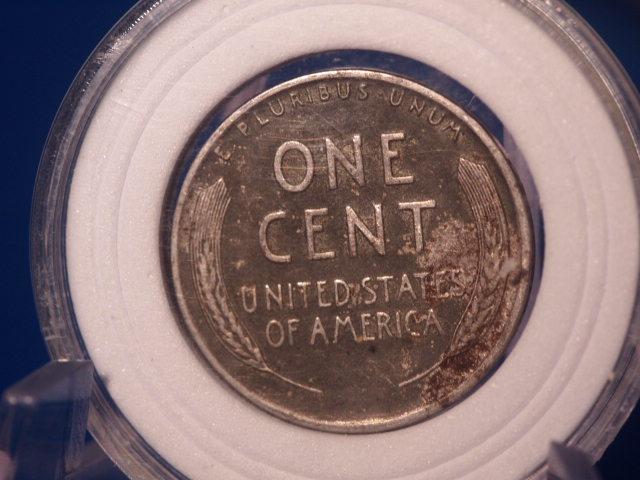 E · PLURIBUS · UNUM
ONE
CENT
UNITED STATES
OF AMERICA